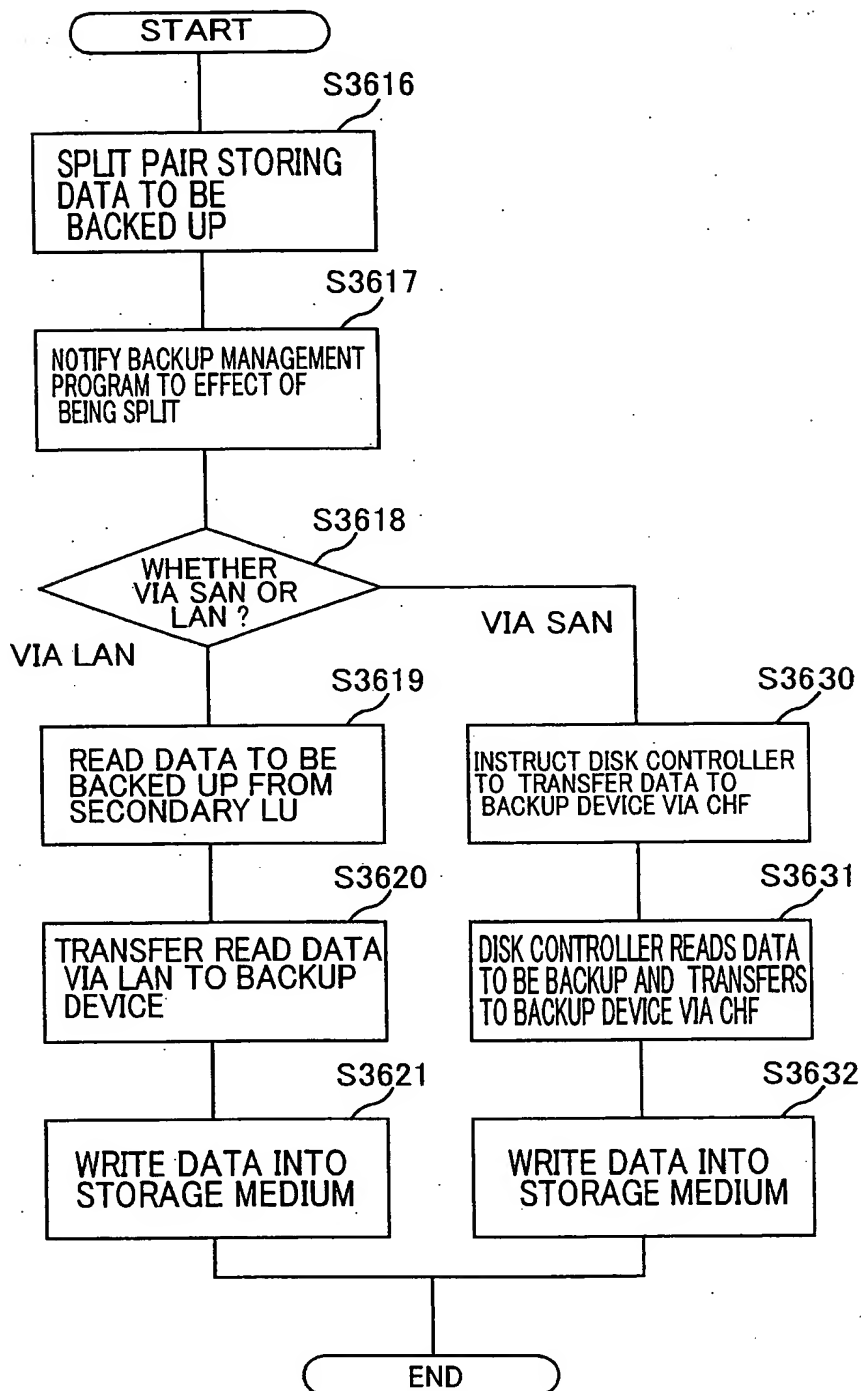 START
S3616
SPLIT PAIR STORING
DATA TO BE
BACKED UP
S3617
NOTIFY BACKUP MANAGEMENT
PROGRAM TO EFFECT OF
BEING SPLIT
S3618
WHETHER
VIA SAN OR
LAN ?
VIA LAN
VIA SAN
S3619
READ DATA TO BE
BACKED UP FROM
SECONDARY LU
S3620
TRANSFER READ DATA
VIA LAN TO BACKUP
DEVICE
S3621
WRITE DATA INTO
STORAGE MEDIUM
S3630
INSTRUCT DISK CONTROLLER
TO TRANSFER DATA TO
BACKUP DEVICE VIA CHF
S3631
DISK CONTROLLER READS DATA
TO BE BACKUP AND TRANSFERS
TO BACKUP DEVICE VIA CHF
S3632
WRITE DATA INTO
STORAGE MEDIUM
END